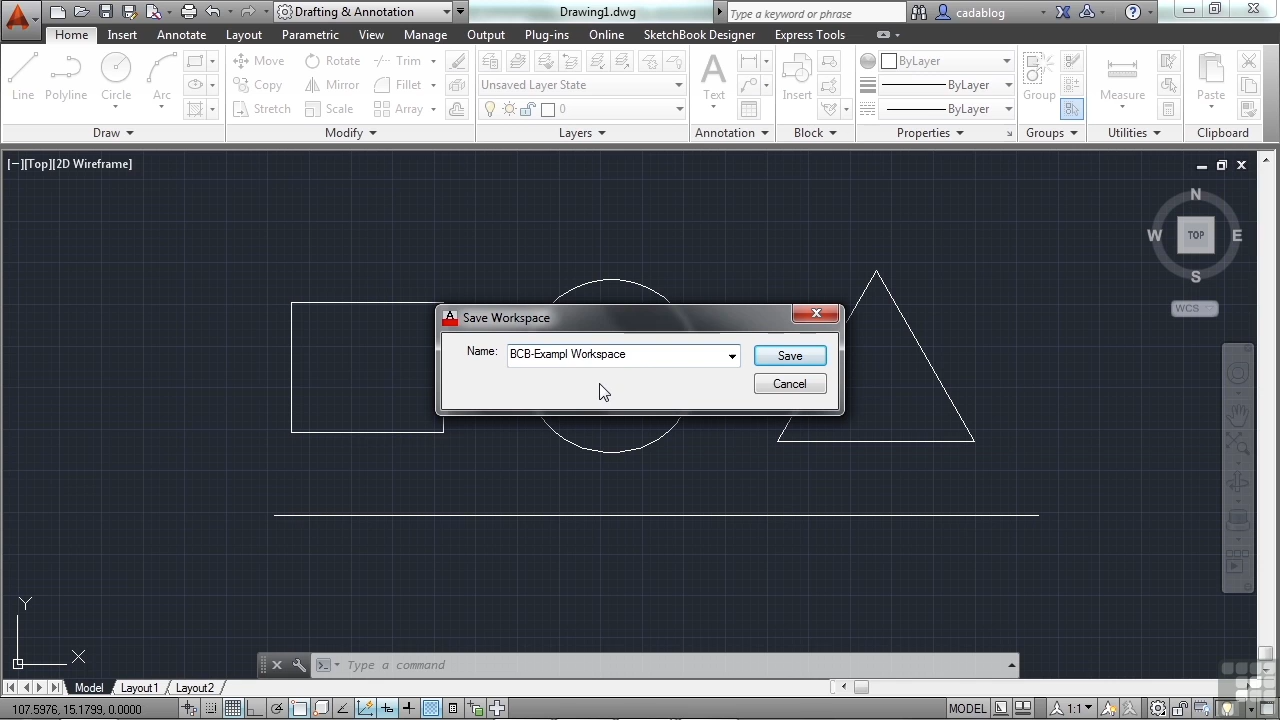 Drafting & Annotation
Drawing1.dwg
Type a keyword or phrase
cadablog
Home Insert Annotate Layout Parametric View Manage Output Plug-ins Online SketchBook Designer Express Tools
Line Polyline Circle Arc
Move Rotate Trim
Copy Mirror Fillet
Stretch Scale Array
Unsaved Layer State
0
Text
Insert
ByLayer
ByLayer
ByLayer
Group
Measure
Paste
Draw Modify Layers Annotation Block Properties Groups Utilities Clipboard
[−][Top][2D Wireframe]
N
W TOP E
S
WCS
Save Workspace
Name: BCB-Exampl Workspace
Save
Cancel
Y
X
Type a command
Model Layout1 Layout2
107.5976, 15.1799, 0.0000
MODEL
1:1